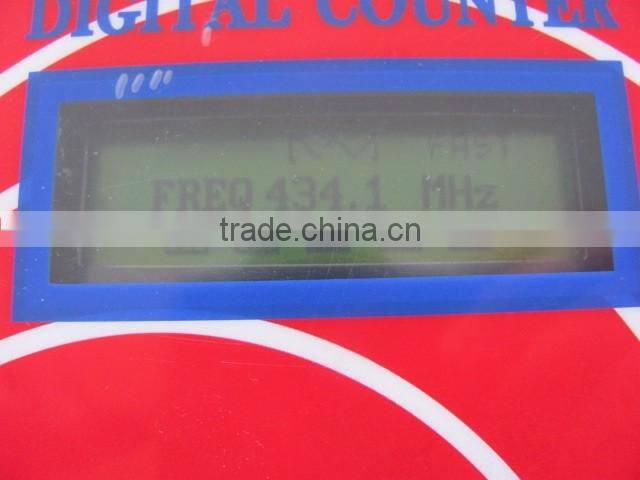 DIGITAL COUNTER
FAST
FREQ 434.1 MHz
trade.china.cn